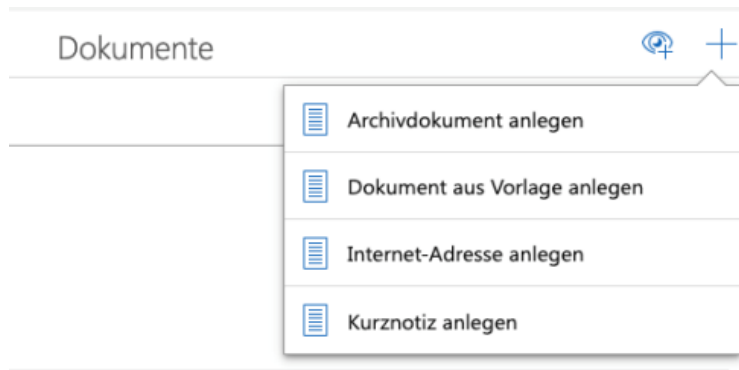 Dokumente
Archivdokument anlegen
Dokument aus Vorlage anlegen
Internet-Adresse anlegen
Kurznotiz anlegen